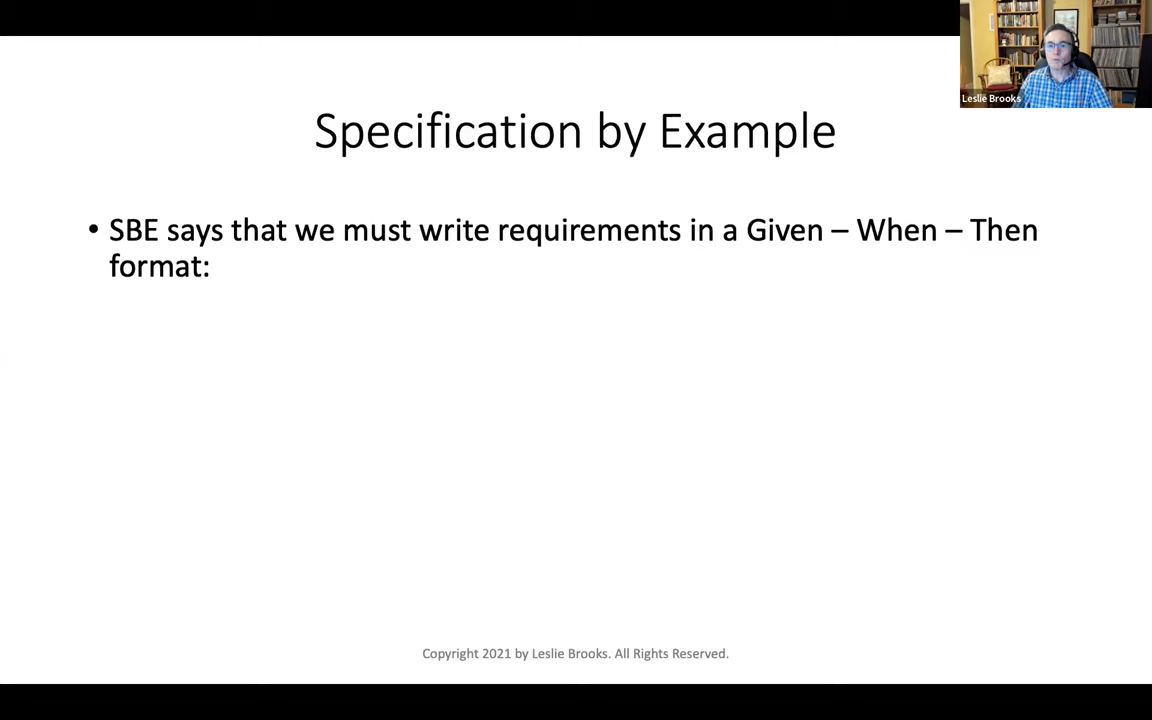 Leslie Brooks
Specification by Example
• SBE says that we must write requirements in a Given – When – Then
format:
Copyright 2021 by Leslie Brooks. All Rights Reserved.